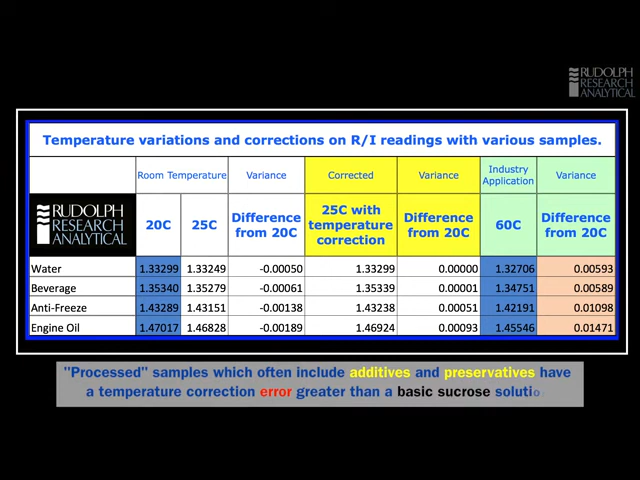 RUDOLPH
RESEARCH
ANALYTICAL
Temperature variations and corrections on R/I readings with various samples.
Room Temperature Variance Corrected Variance Industry Application Variance
RUDOLPH
RESEARCH
ANALYTICAL
20C 25C Difference from 20C 25C with temperature correction Difference from 20C 60C Difference from 20C
Water 1.33299 1.33249 -0.00050 1.33299 0.00000 1.32706 0.00593
Beverage 1.35340 1.35279 -0.00061 1.35339 0.00001 1.34751 0.00589
Anti-Freeze 1.43289 1.43151 -0.00138 1.43238 0.00051 1.42191 0.01098
Engine Oil 1.47017 1.46828 -0.00189 1.46924 0.00093 1.45546 0.01471
"Processed" samples which often include additives and preservatives have
a temperature correction error greater than a basic sucrose solutio